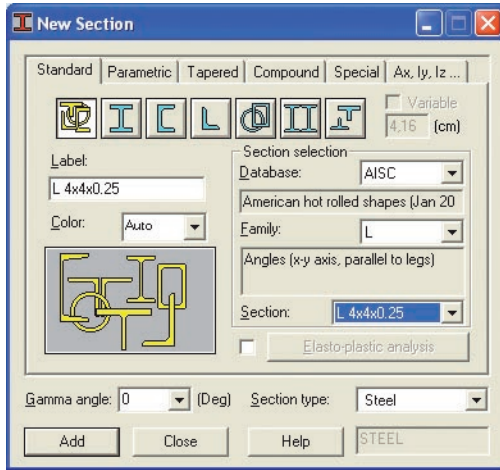 New Section
Standard Parametric Tapered Compound Special Ax, Iy, Iz ...
Variable
4,16 (cm)
Label:
L 4x4x0.25
Color: Auto
Section selection
Database: AISC
American hot rolled shapes (Jan 20
Family: L
Angles (x-y axis, parallel to legs)
Section: L 4x4x0.25
Elasto-plastic analysis
Gamma angle: 0 (Deg) Section type: Steel
Add Close Help STEEL